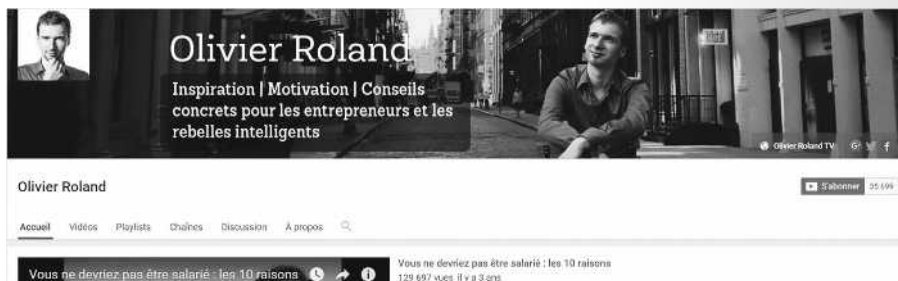 Olivier Roland
Inspiration | Motivation | Conseils
concrets pour les entrepreneurs et les
rebelles intelligents
Olivier Roland TV G+ f
Olivier Roland
S'abonner 35 699
Accueil Vidéos Playlists Chaînes Discussion À propos
Vous ne devriez pas être salarié : les 10 raisons
Vous ne devriez pas être salarié : les 10 raisons
129 697 vues il y a 3 ans